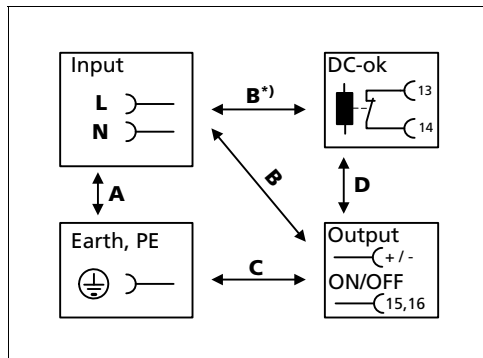 Input
L
N
B*)
DC-ok
13
14
A
B
D
Earth, PE
C
Output
+ / -
ON/OFF
15,16